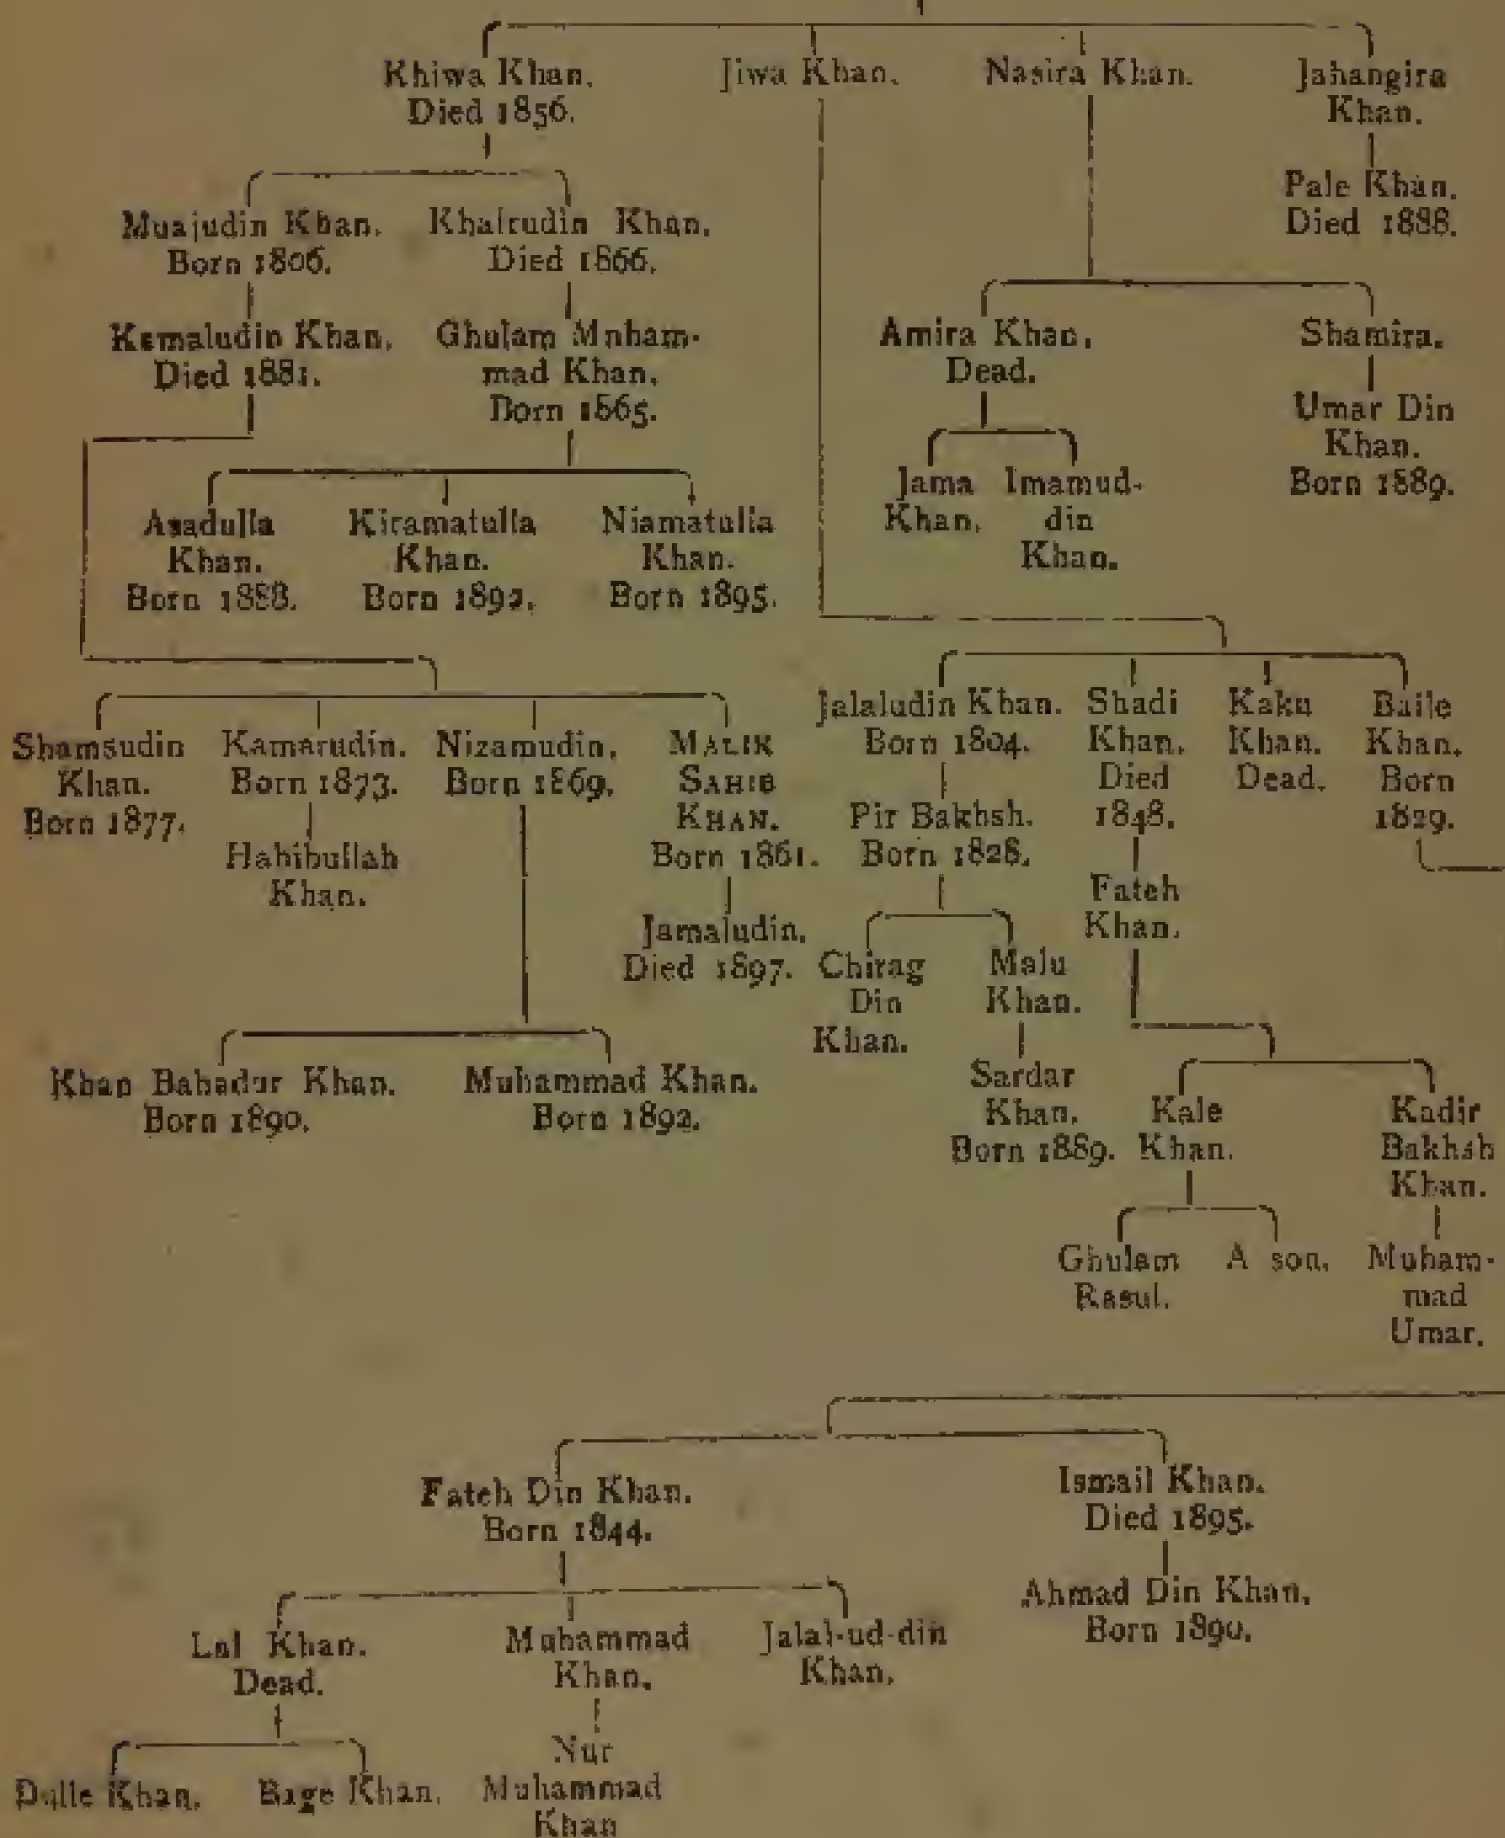 Khiwa Khan.
Died 1856.
Jiwa Khan.
Nasira Khan.
Jahangira
Khan.
Pale Khan.
Died 1888.
Muajudin Khan.
Born 1806.
Khairudin Khan.
Died 1866.
Kamaludin Khan.
Died 1881.
Ghulam Muham-
mad Khan.
Born 1865.
Amira Khan.
Dead.
Shamira.
Umar Din
Khan.
Born 1889.
Jama
Khan.
Imamud-
din
Khan.
Asadulla
Khan.
Born 1888.
Kiramatulla
Khan.
Born 1892.
Niamatulla
Khan.
Born 1895.
Shamsudin
Khan.
Born 1877.
Kamarudin.
Born 1873.
Habibullah
Khan.
Nizamudin.
Born 1869.
MALIK
SAHIB
KHAN.
Born 1861.
Jamaludin.
Died 1897.
Jalaludin Khan.
Born 1804.
Pir Bakhsh.
Born 1828.
Shadi
Khan.
Died
1848.
Fateh
Khan.
Kaku
Khan.
Dead.
Baile
Khan.
Born
1829.
Chirag
Din
Khan.
Malu
Khan.
Sardar
Khan.
Born 1889.
Khan Bahadur Khan.
Born 1890.
Muhammad Khan.
Born 1892.
Kale
Khan.
Kadir
Bakhsh
Khan.
Ghulam
Rasul.
A son.
Muham-
mad
Umar.
Fateh Din Khan.
Born 1844.
Ismail Khan.
Died 1895.
Ahmad Din Khan.
Born 1890.
Lal Khan.
Dead.
Muhammad
Khan.
Jalal-ud-din
Khan.
Dulle Khan.
Bage Khan.
Nur
Muhammad
Khan